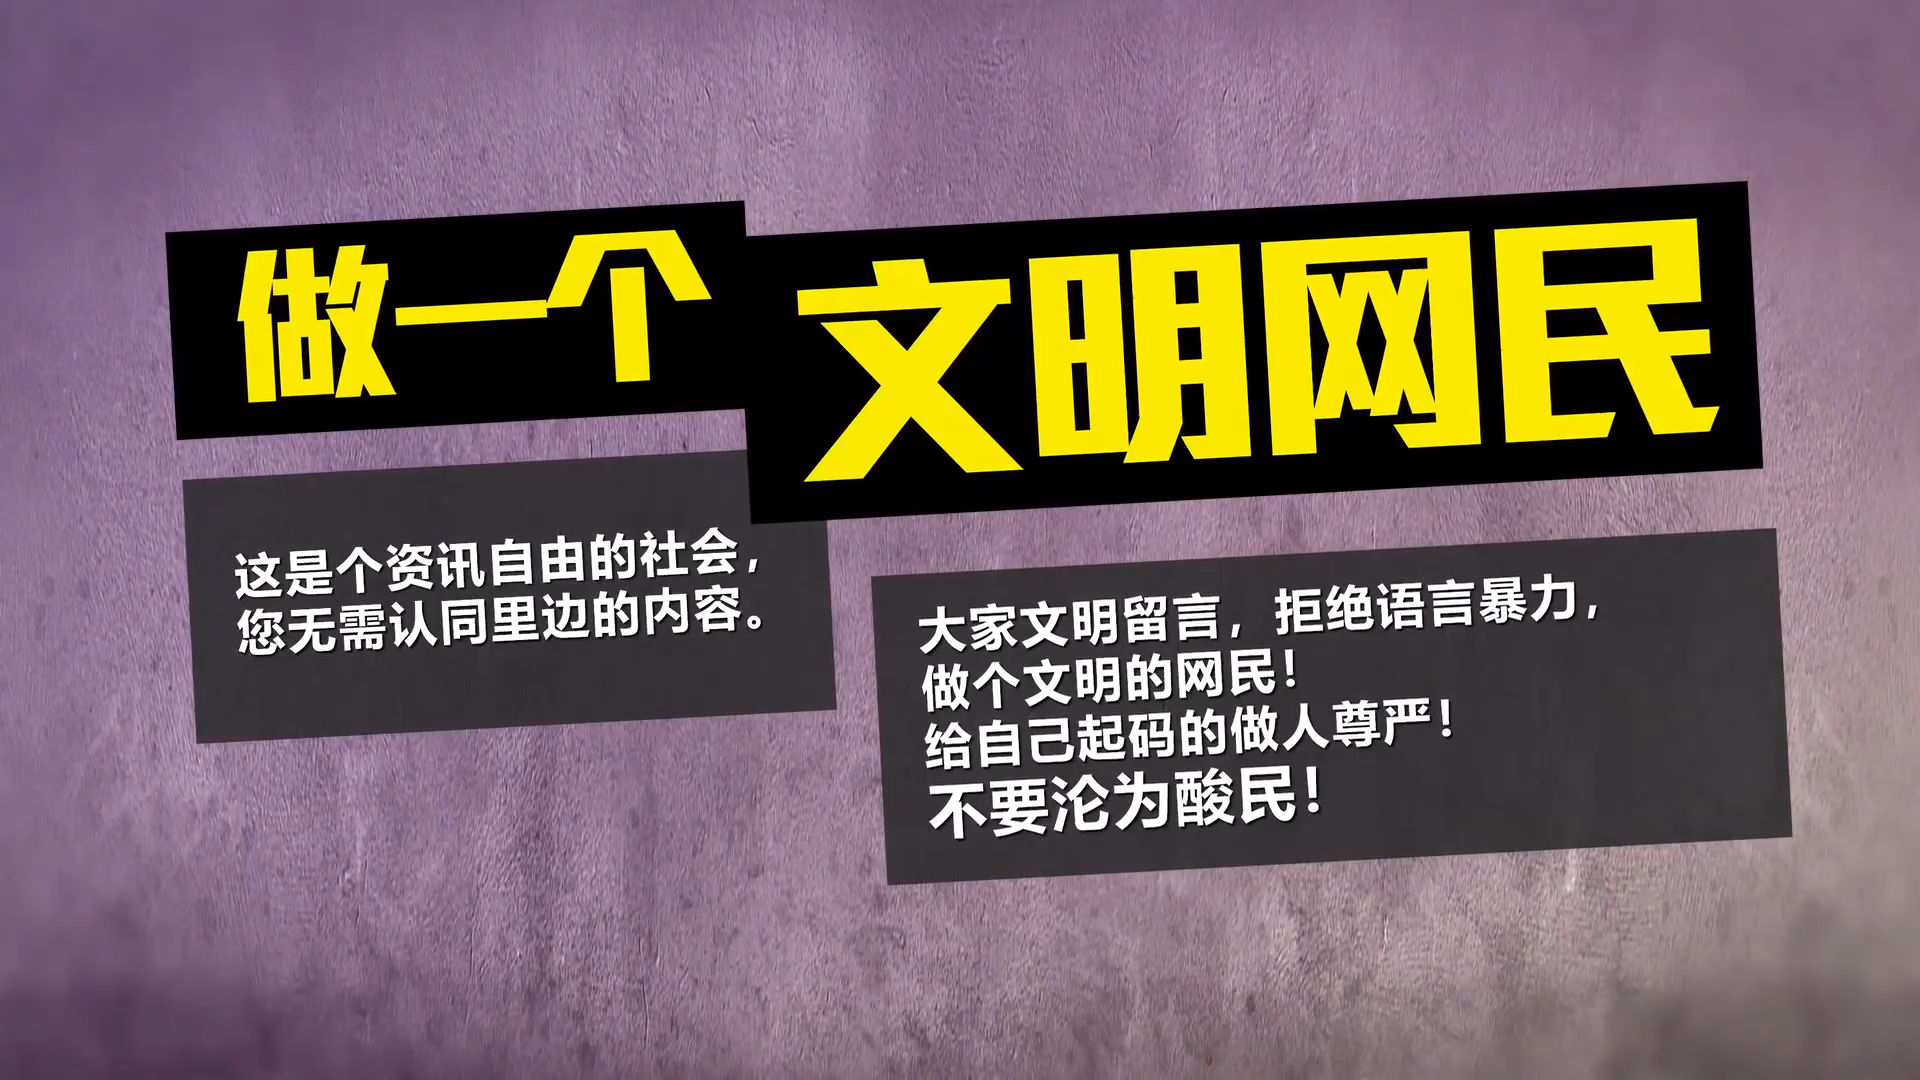 做一个
文明网民
这是个资讯自由的社会，
您无需认同里边的内容。
大家文明留言，拒绝语言暴力，
做个文明的网民！
给自己起码的做人尊严！
不要沦为酸民！